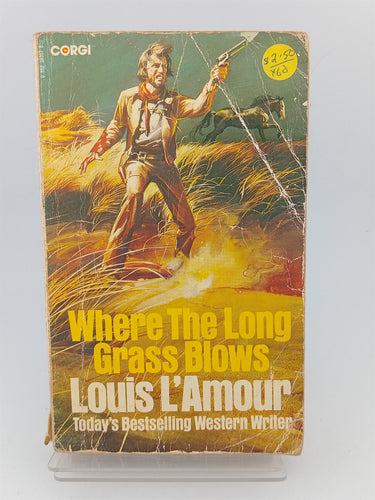 CORGI
$2.50
Where The Long
Grass Blows
Louis L'Amour
Today's Bestselling Western Writer